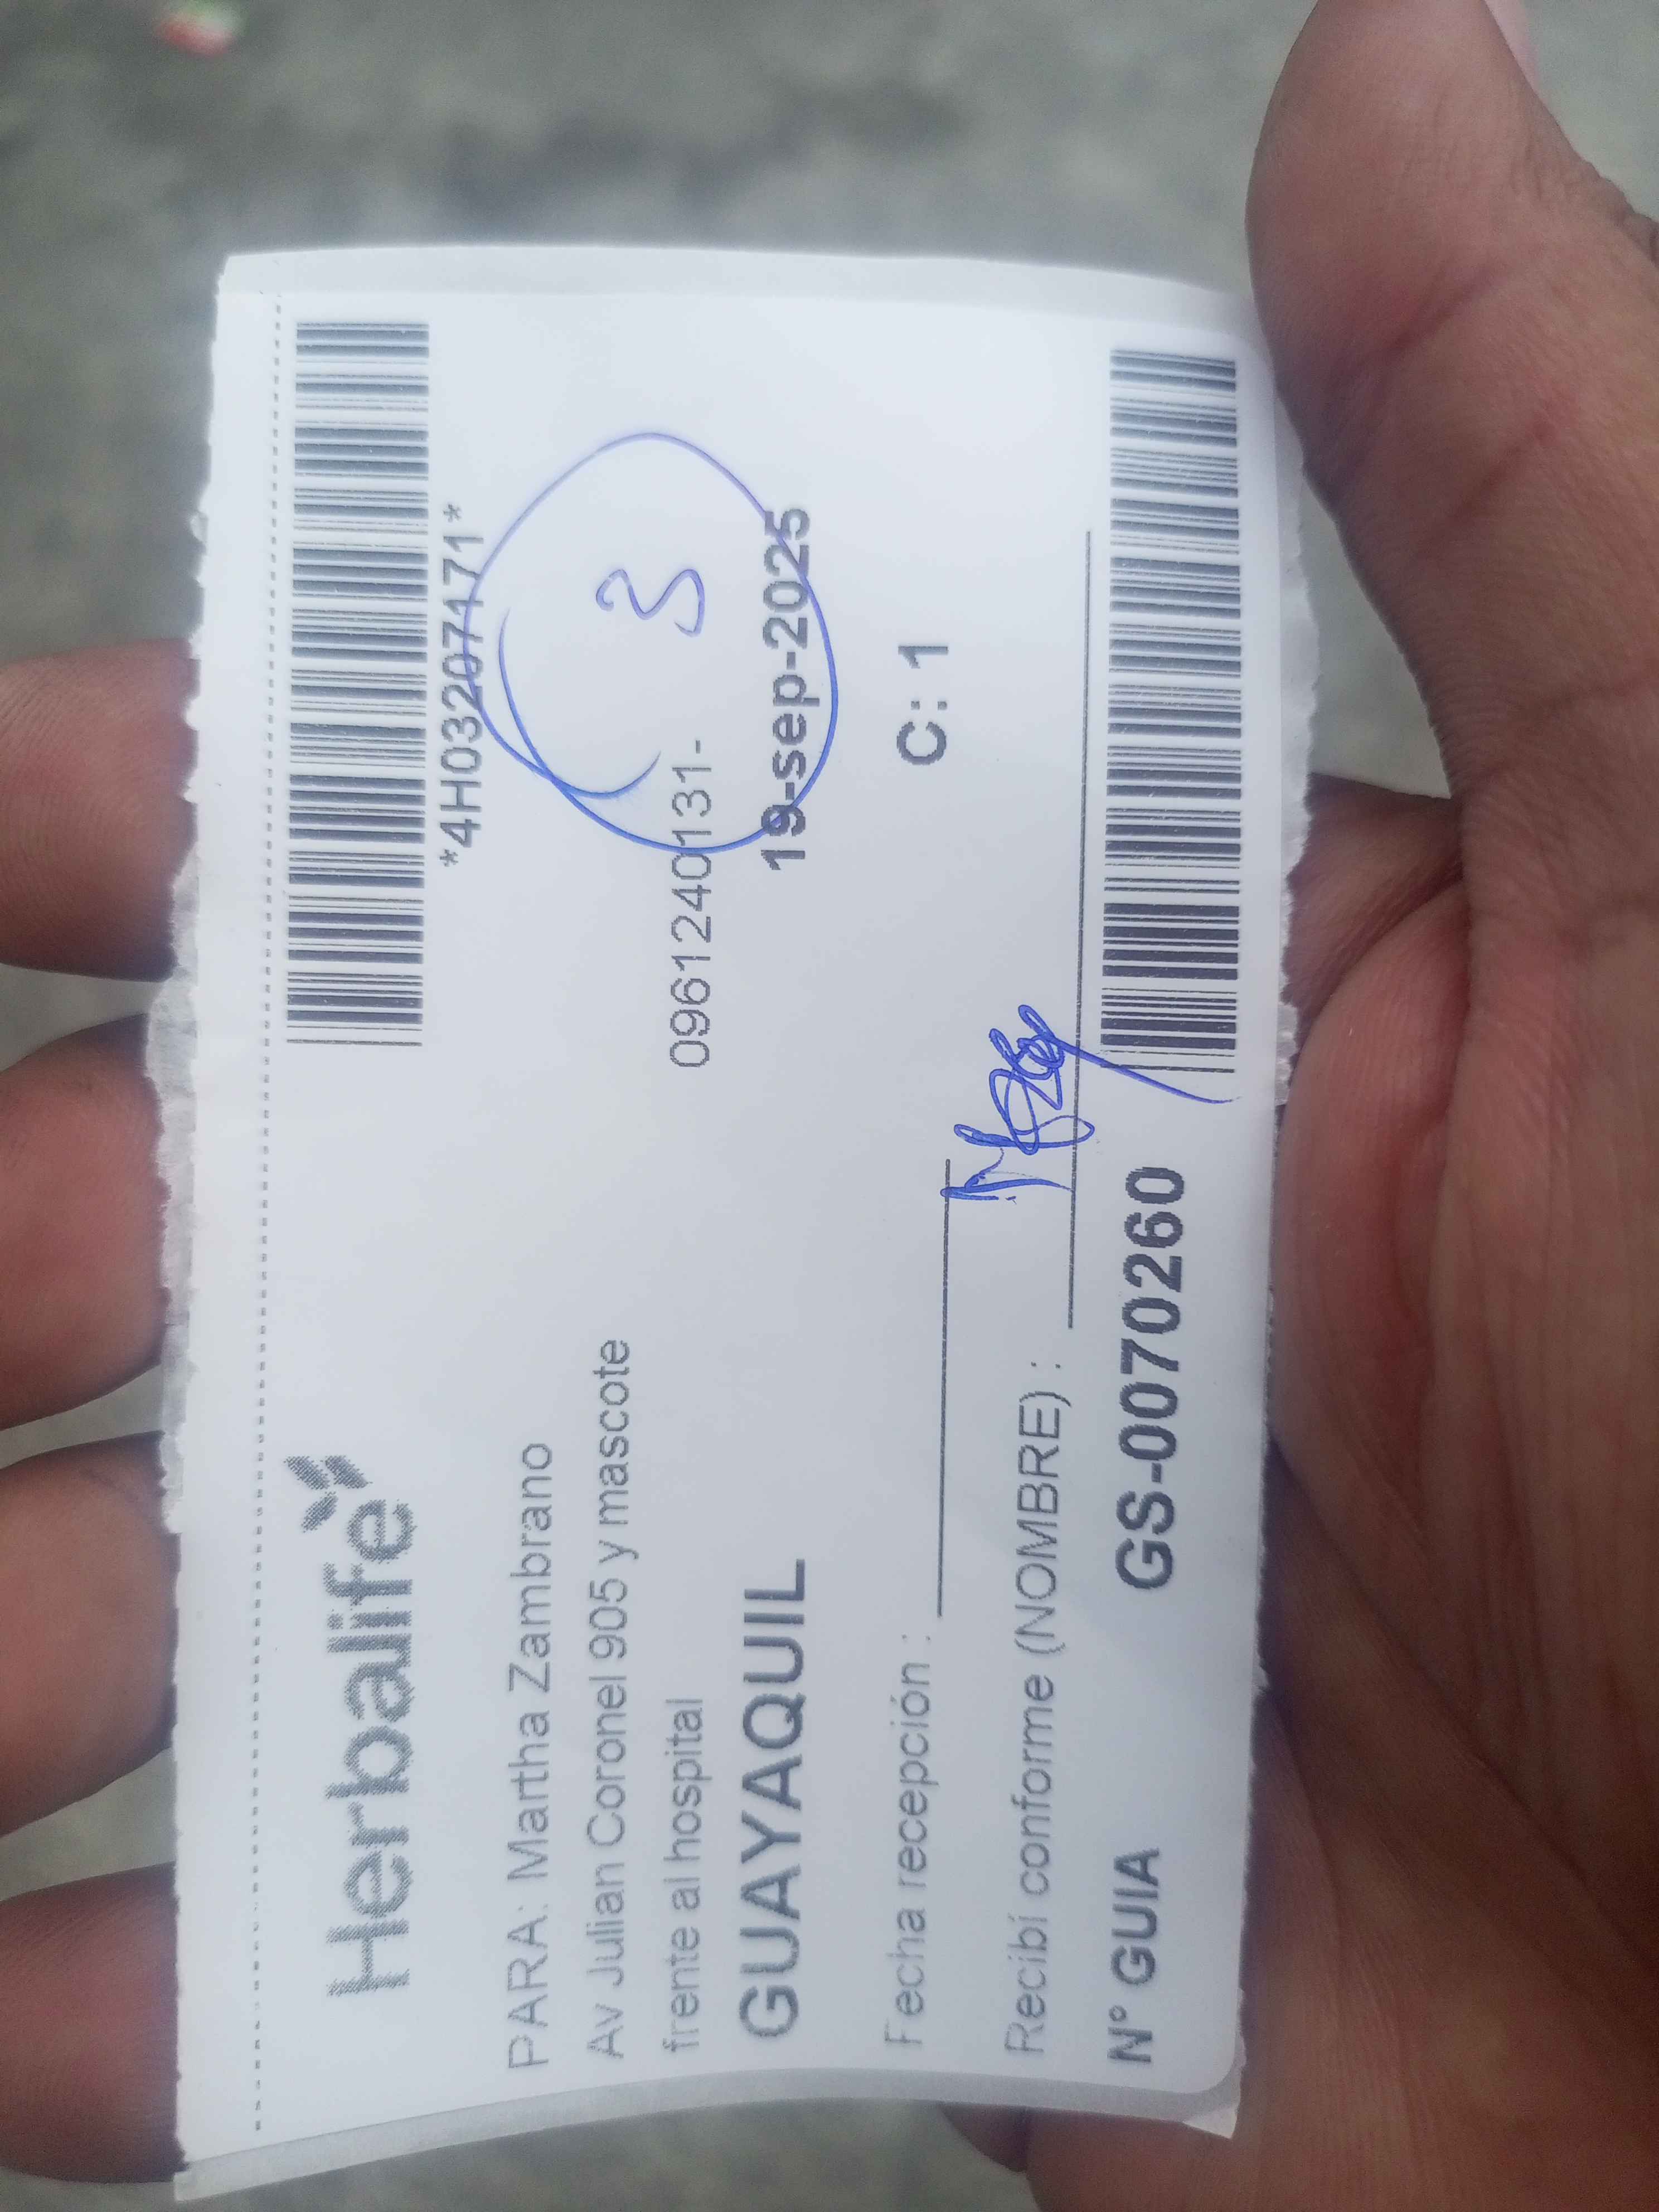 Herbalife
*4H03207171*
PARA: Martha Zambrano
Av Julian Coronel 905 y mascote
frente al hospital
0961240131-
3
GUAYAQUIL
19-sep-2025
Fecha recepción :
C: 1
Recibí conforme (NOMBRE) :
N° GUIA
GS-0070260